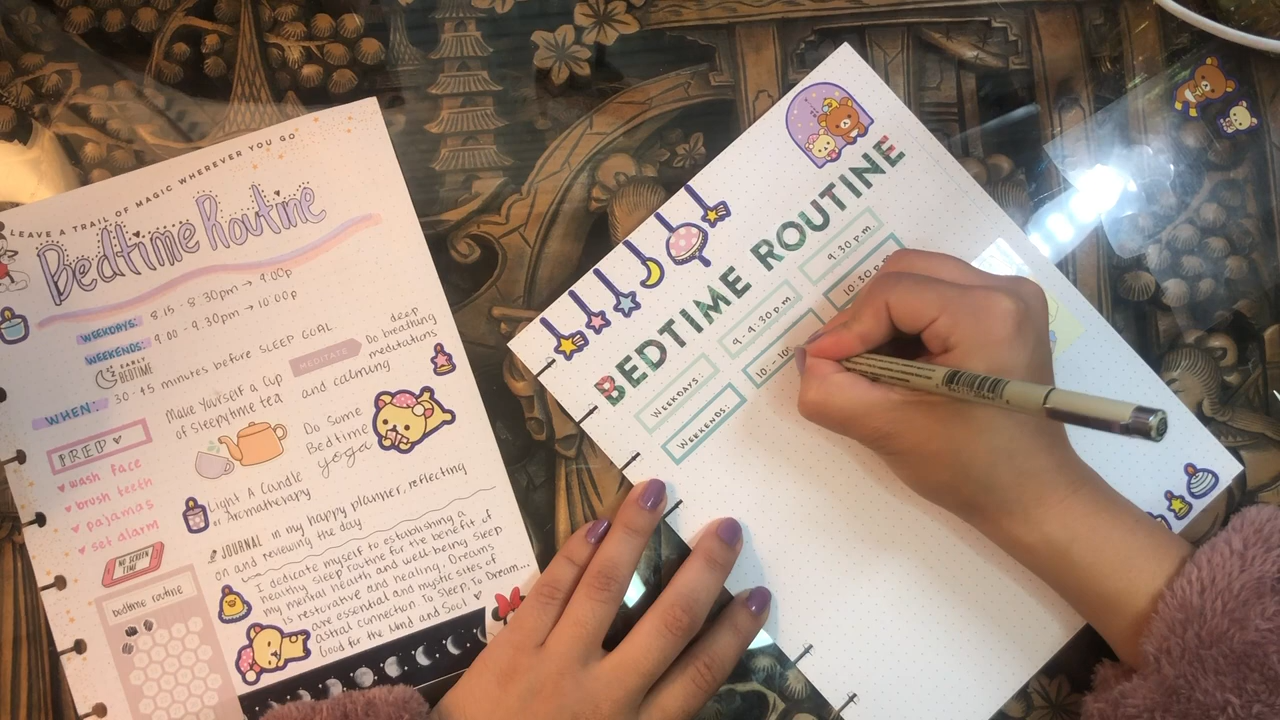 LEAVE A TRAIL OF MAGIC WHEREVER YOU GO
Bedtime Routine
WEEKDAYS: 8:15 - 8:30pm → 9:00p
WEEKENDS: 9:00 - 9:30pm → 10:00p
EARLY BEDTIME
WHEN: 30-45 minutes before SLEEP GOAL
PREP
wash face
brush teeth
pajamas
set alarm
NO SCREEN TIME
bedtime routine
Make Yourself a cup
of Sleepytime tea
MEDITATE Do deep
breathing
meditations
and calming
Do Some
Bedtime
yoga
Light A Candle
or Aromatherapy
JOURNAL in my happy planner, reflecting
on and reviewing the day
I dedicate myself to establishing a
healthy sleep routine for the benefit of
my mental health and well-being. Sleep
is restorative and healing. Dreams
are essential and mystic sites of
astral connection. To Sleep, To Dream...
Good for the Mind and Soul
BEDTIME ROUTINE
WEEKDAYS: 9-9:30p.m. 9:30p.m.
WEEKENDS: 10:30p.m.